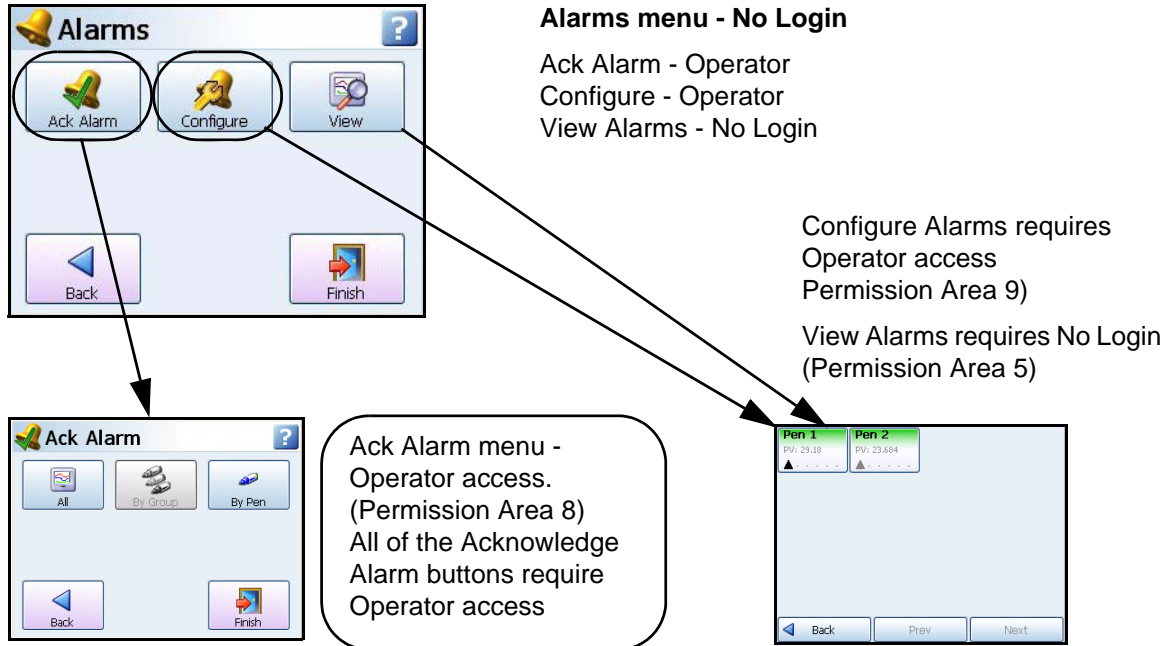 Alarms
?
Ack Alarm
Configure
View
Back
Finish
Alarms menu - No Login
Ack Alarm - Operator
Configure - Operator
View Alarms - No Login
Configure Alarms requires
Operator access
Permission Area 9)
View Alarms requires No Login
(Permission Area 5)
Ack Alarm
?
All
By Group
By Pen
Back
Finish
Ack Alarm menu -
Operator access.
(Permission Area 8)
All of the Acknowledge
Alarm buttons require
Operator access
Pen 1
PV: 29.18
Pen 2
PV: 23.684
Back
Prev
Next